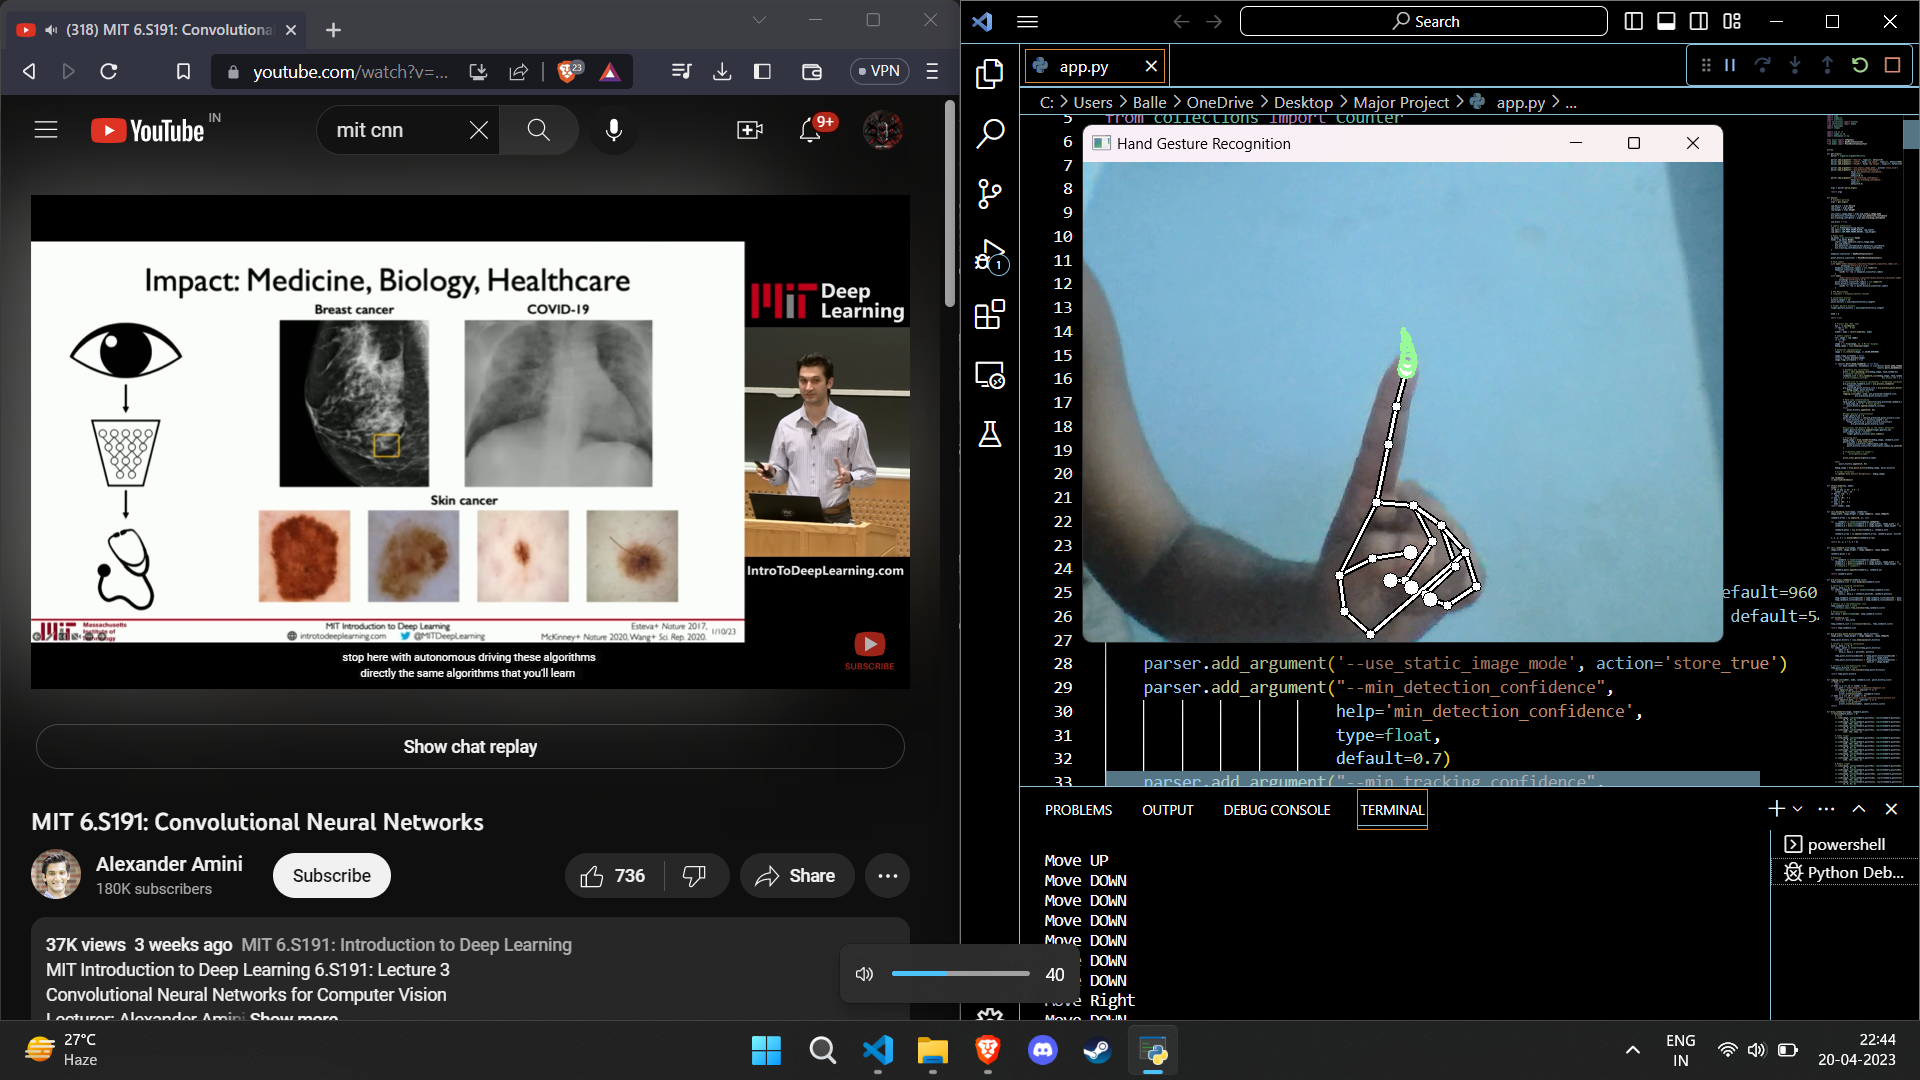 (318) MIT 6.S191: Convolutiona
youtube.com/watch?v=...
23
VPN
YouTube
IN
mit cnn
9+
Impact: Medicine, Biology, Healthcare
Breast cancer
COVID-19
Skin cancer
MIT Introduction to Deep Learning
introtodeeplearning.com
@MITDeepLearning
Esteva+ Nature 2017,
McKinney+ Nature 2020, Wang+ Sci. Rep. 2020.
1/10/23
MIT Deep
Learning
IntroToDeepLearning.com
SUBSCRIBE
stop here with autonomous driving these algorithms
directly the same algorithms that you'll learn
Show chat replay
MIT 6.S191: Convolutional Neural Networks
Alexander Amini
180K subscribers
Subscribe
736
Share
37K views 3 weeks ago MIT 6.S191: Introduction to Deep Learning
MIT Introduction to Deep Learning 6.S191: Lecture 3
Convolutional Neural Networks for Computer Vision
Lecturer: Alexander Amini Show more
40
Search
app.py
C: > Users > Balle > OneDrive > Desktop > Major Project > app.py > ...
1
5 from collections import Counter
6
7
8
9
10
11
12
13
14
15
16
17
18
19
20
21
22
23
24
25 efault=960
26 default=54
27
28 parser.add_argument('--use_static_image_mode', action='store_true')
29 parser.add_argument("--min_detection_confidence",
30 help='min_detection_confidence',
31 type=float,
32 default=0.7)
33 parser.add_argument("--min_tracking_confidence",
Hand Gesture Recognition
PROBLEMS OUTPUT DEBUG CONSOLE TERMINAL
Move UP
Move DOWN
Move DOWN
Move DOWN
Move DOWN
DOWN
DOWN
Move Right
Move DOWN
powershell
Python Deb...
27°C
Haze
ENG
IN
22:44
20-04-2023